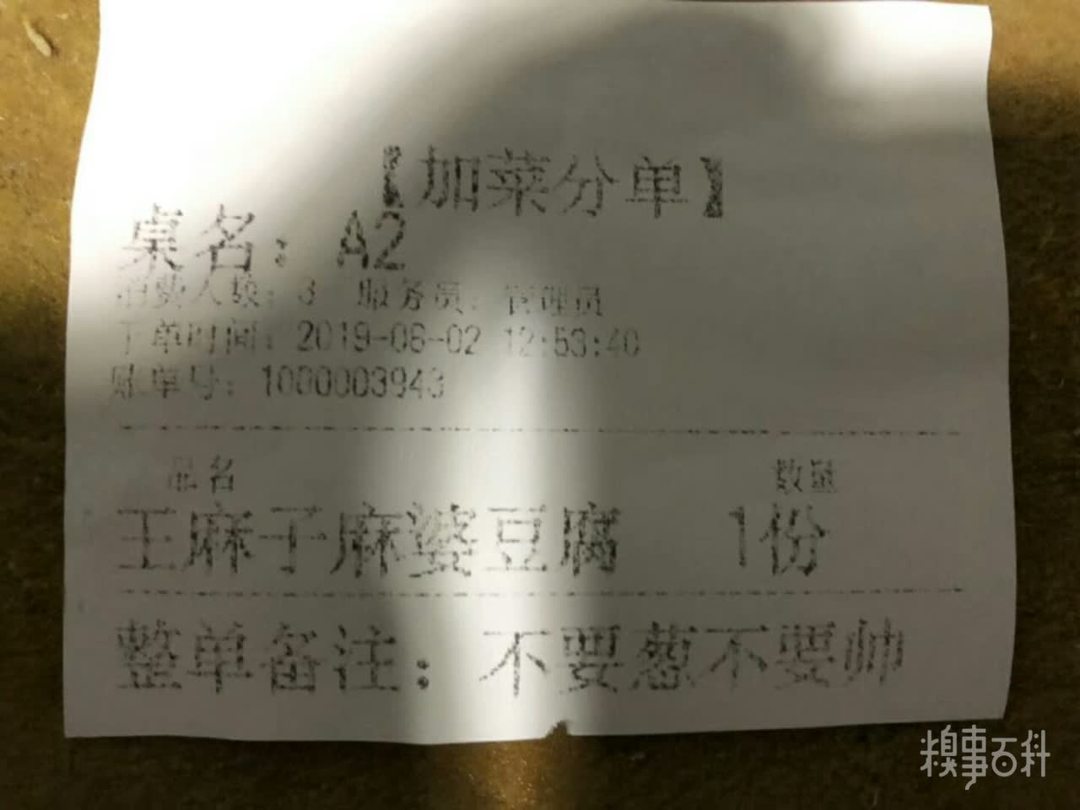 【加菜分单】
桌名：A2
消费人数：3 服务员：管理员
下单时间：2019-06-02 12:53:40
账单号：1000003943
品名 数量
王麻子麻婆豆腐 1份
整单备注：不要葱不要帅
糗事百科